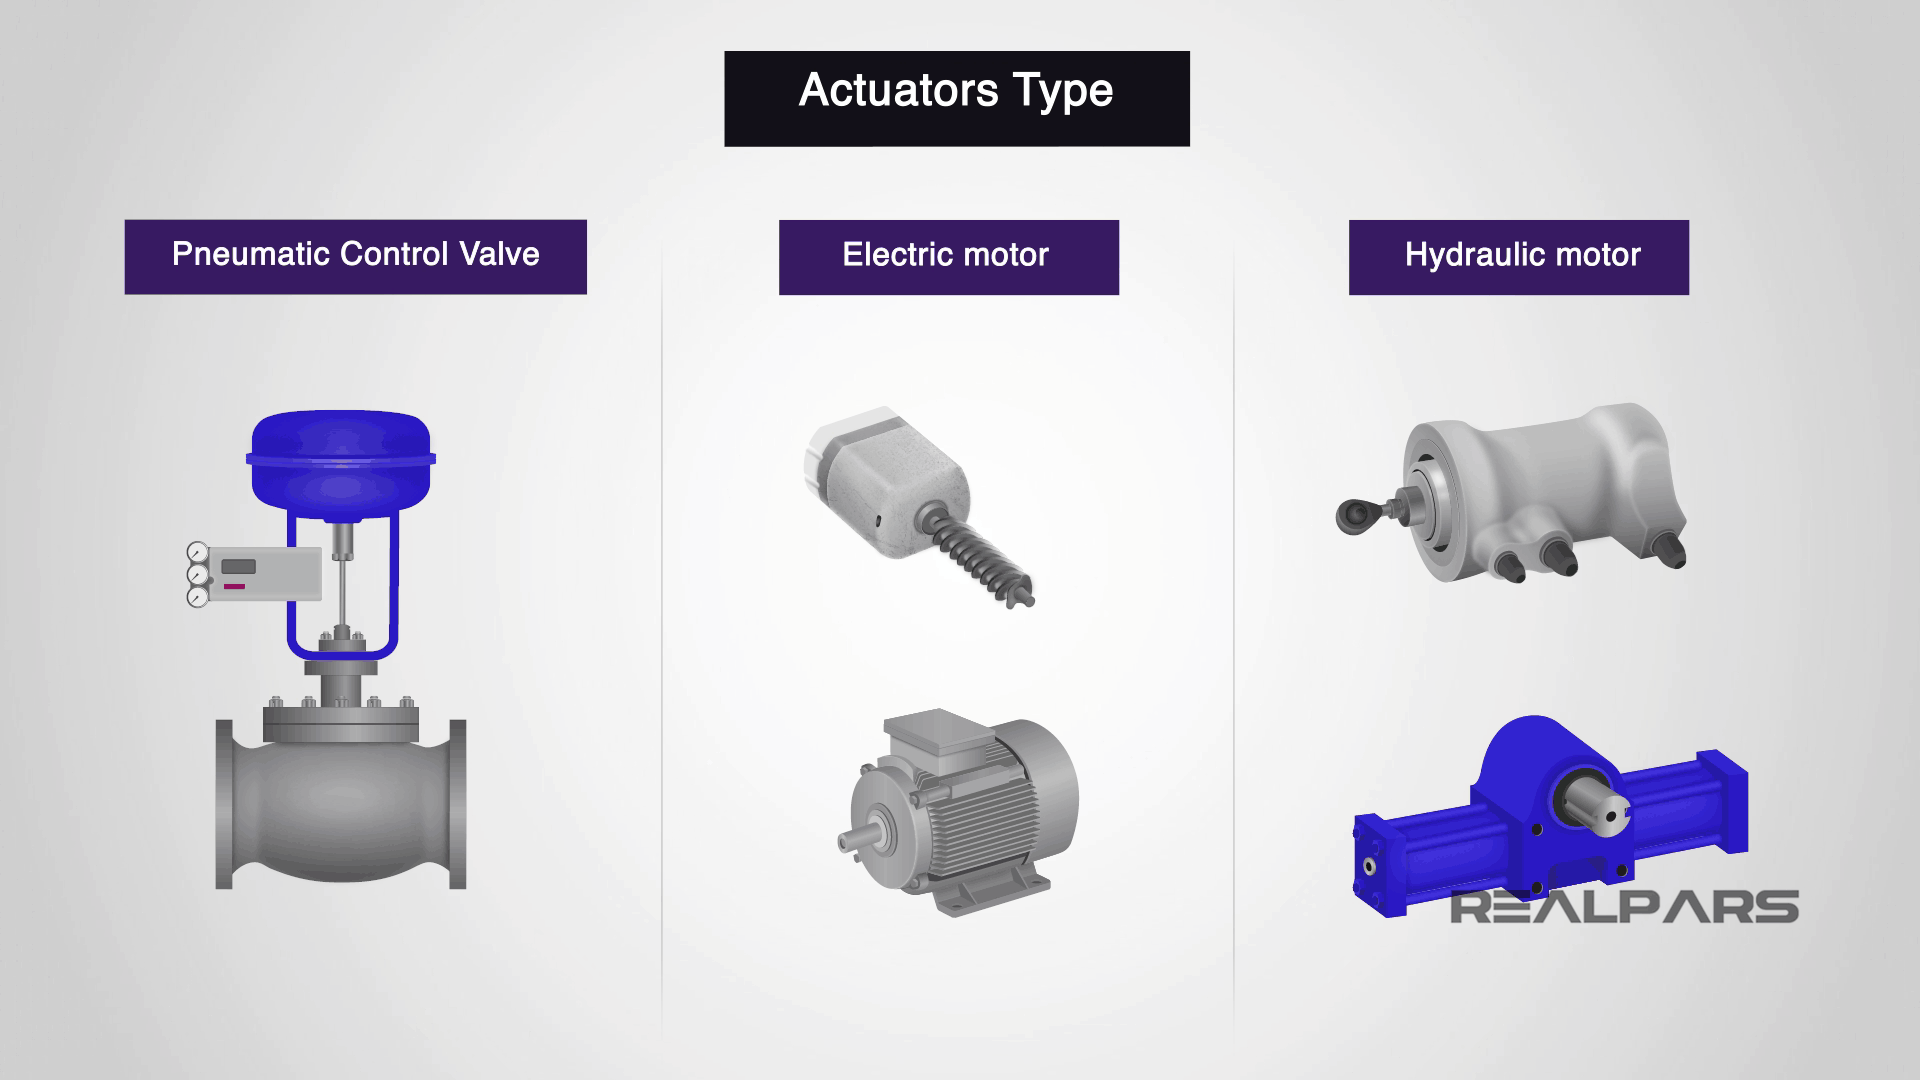 Actuators Type
Pneumatic Control Valve
Electric motor
Hydraulic motor
REALPARS